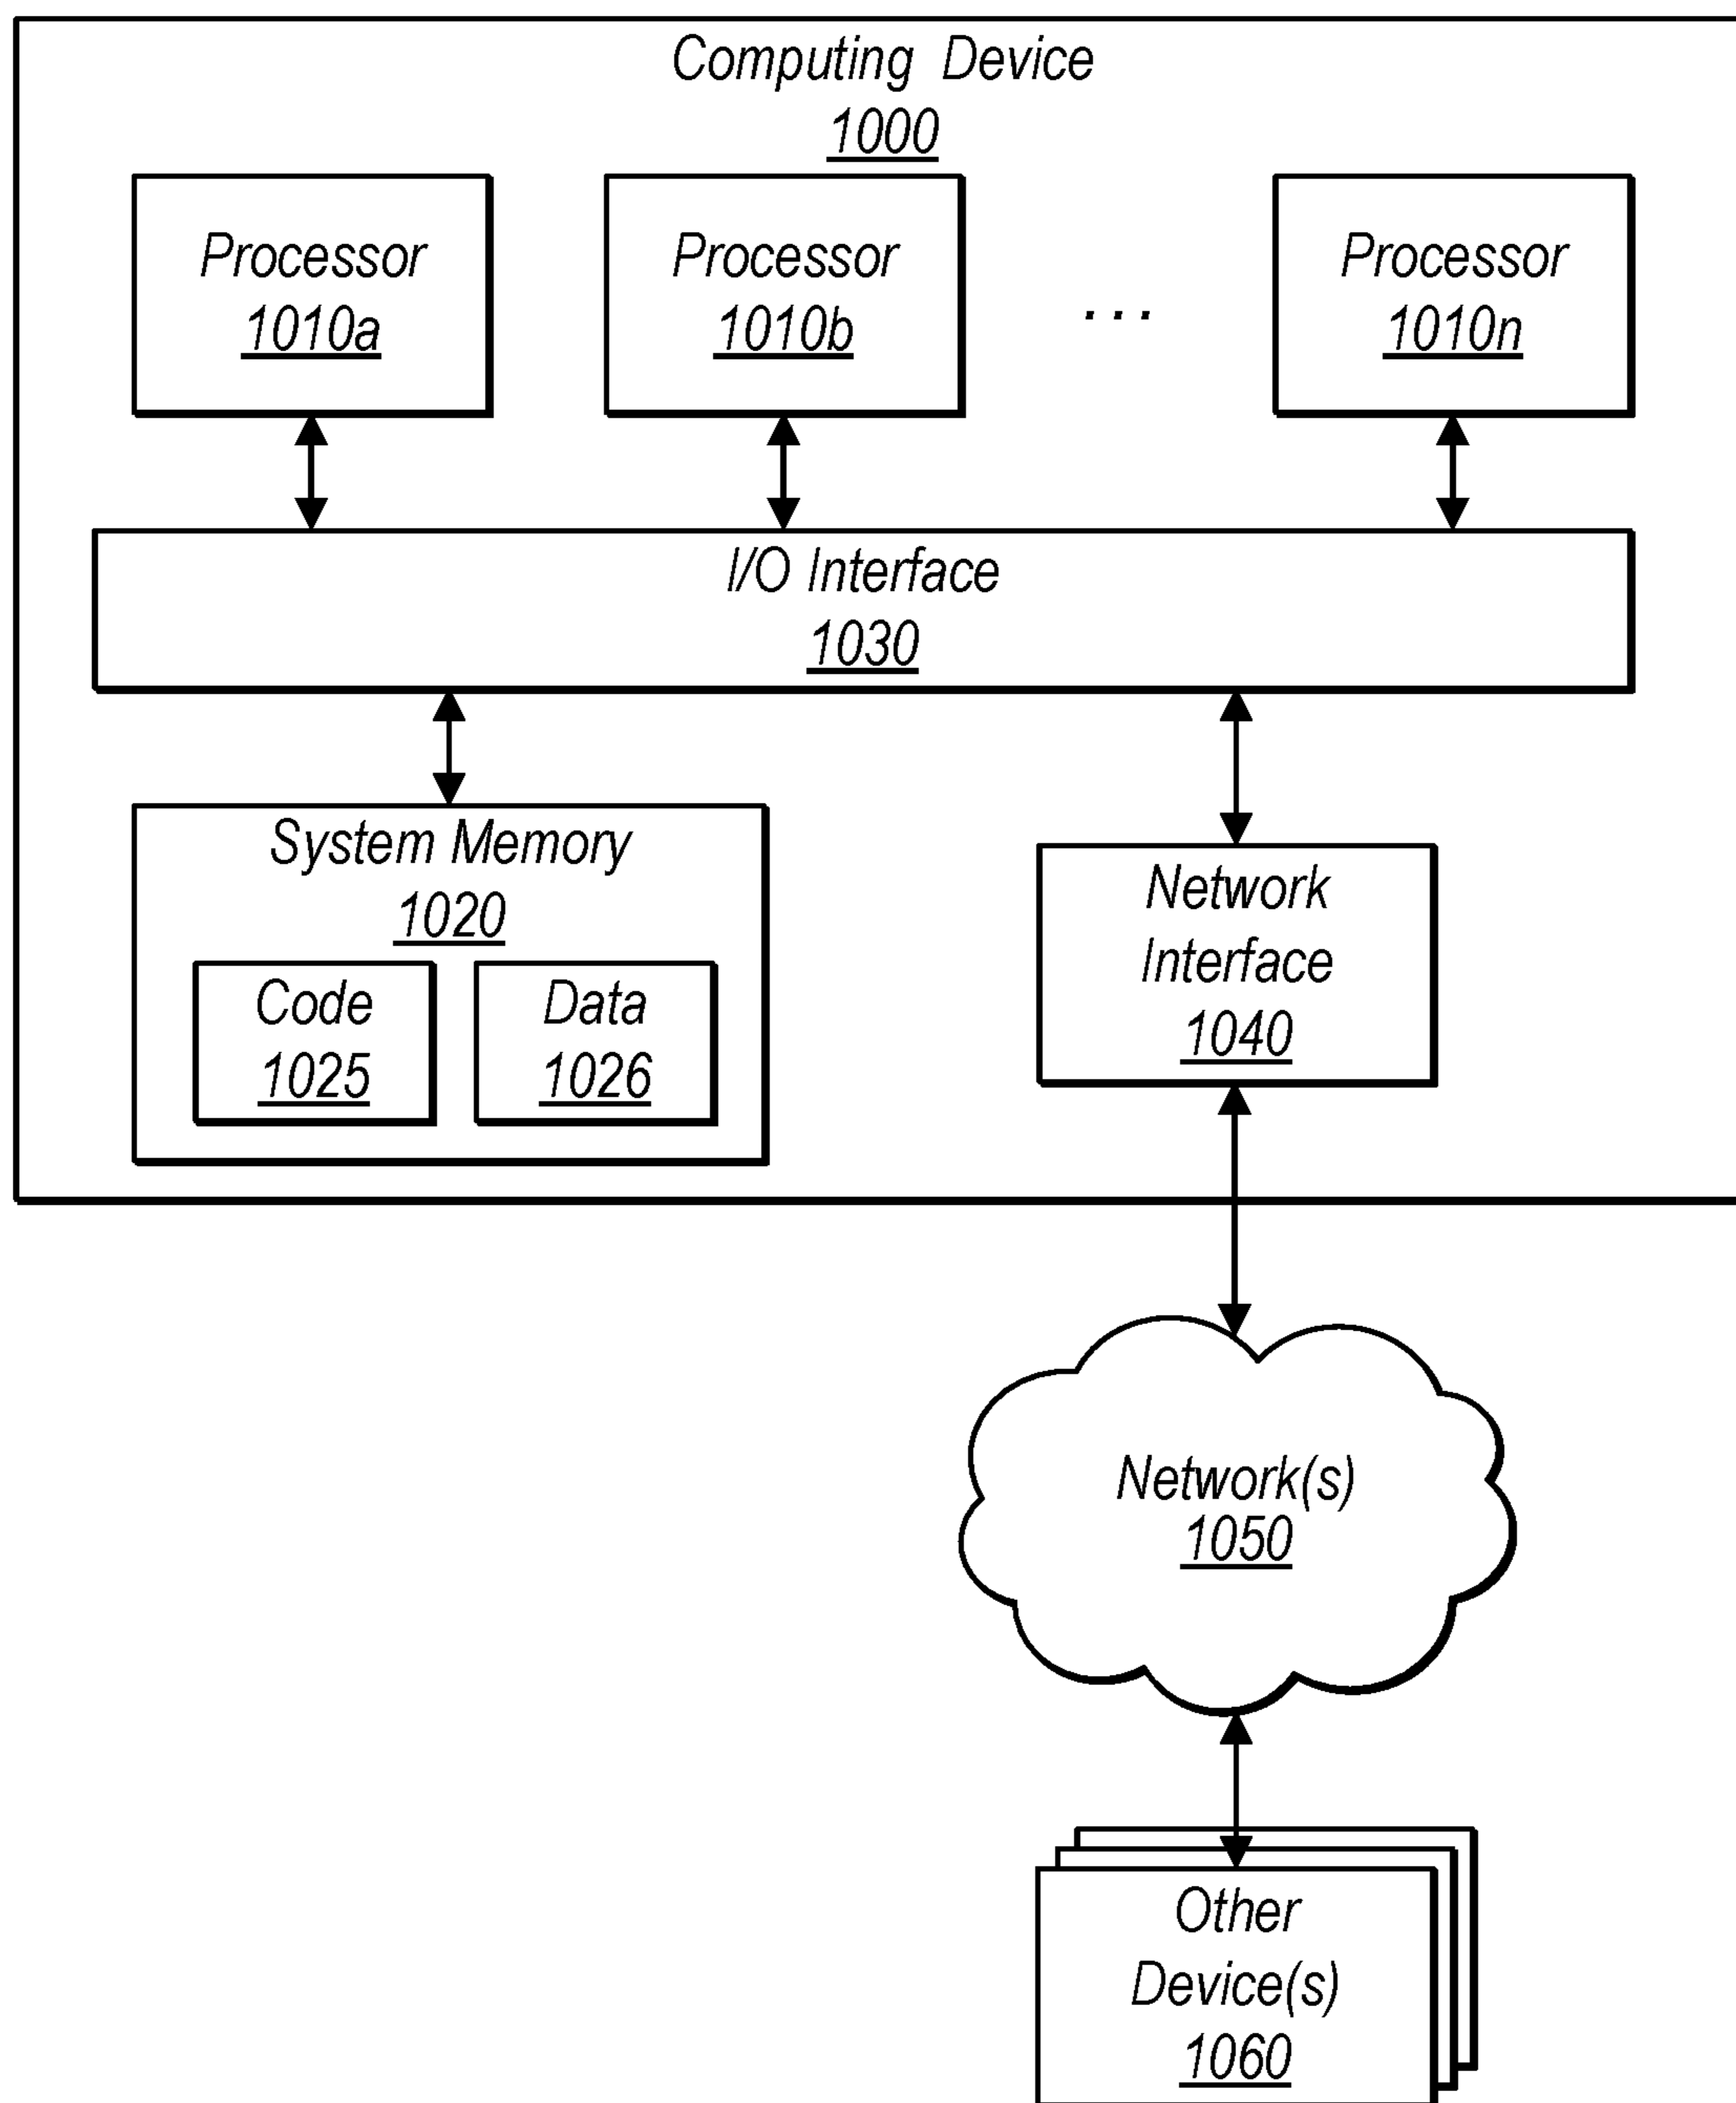 Computing Device
1000
Processor
1010a
Processor
1010b
...
Processor
1010n
I/O Interface
1030
System Memory
1020
Code
1025
Data
1026
Network
Interface
1040
Network(s)
1050
Other
Device(s)
1060